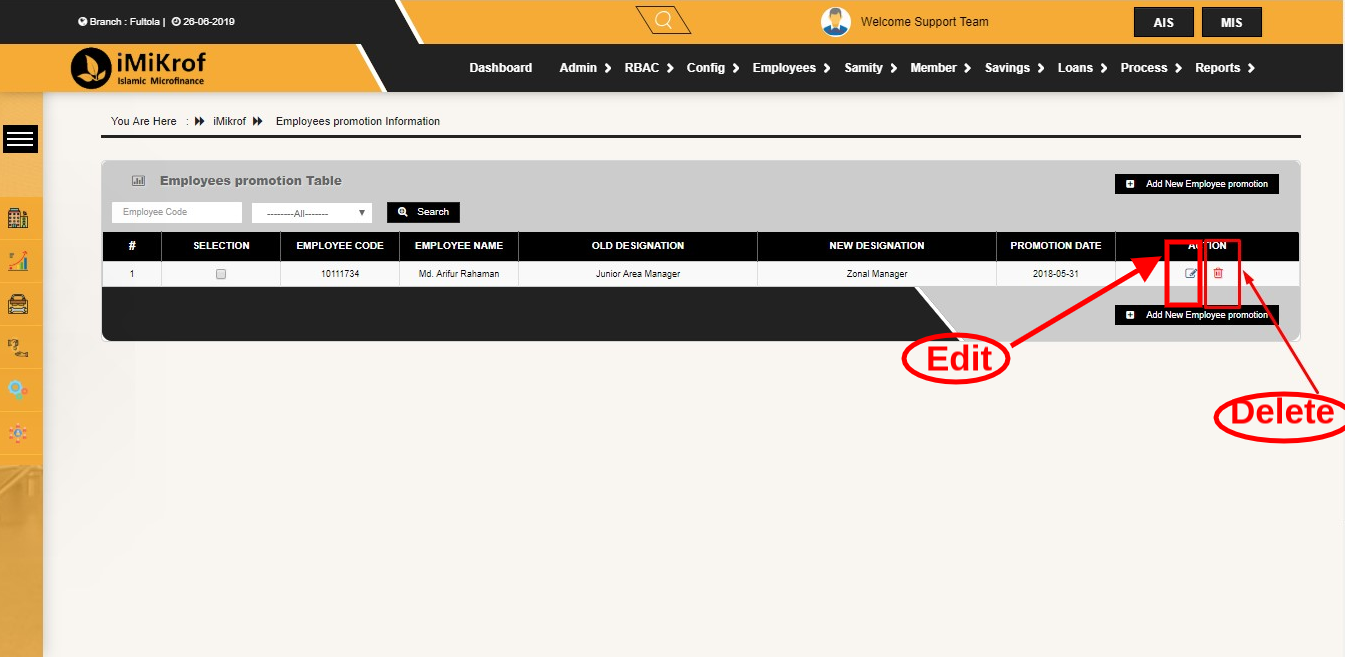 Branch : Fultola | 26-06-2019
Welcome Support Team
AIS
MIS
iMiKrof
Islamic Microfinance
Dashboard Admin RBAC Config Employees Samity Member Savings Loans Process Reports
You Are Here : iMikrof Employees promotion Information
Employees promotion Table
Add New Employee promotion
Employee Code
--------All-------
Search
# SELECTION EMPLOYEE CODE EMPLOYEE NAME OLD DESIGNATION NEW DESIGNATION PROMOTION DATE ACTION
1 10111734 Md. Arifur Rahaman Junior Area Manager Zonal Manager 2018-05-31
Add New Employee promotion
Edit
Delete